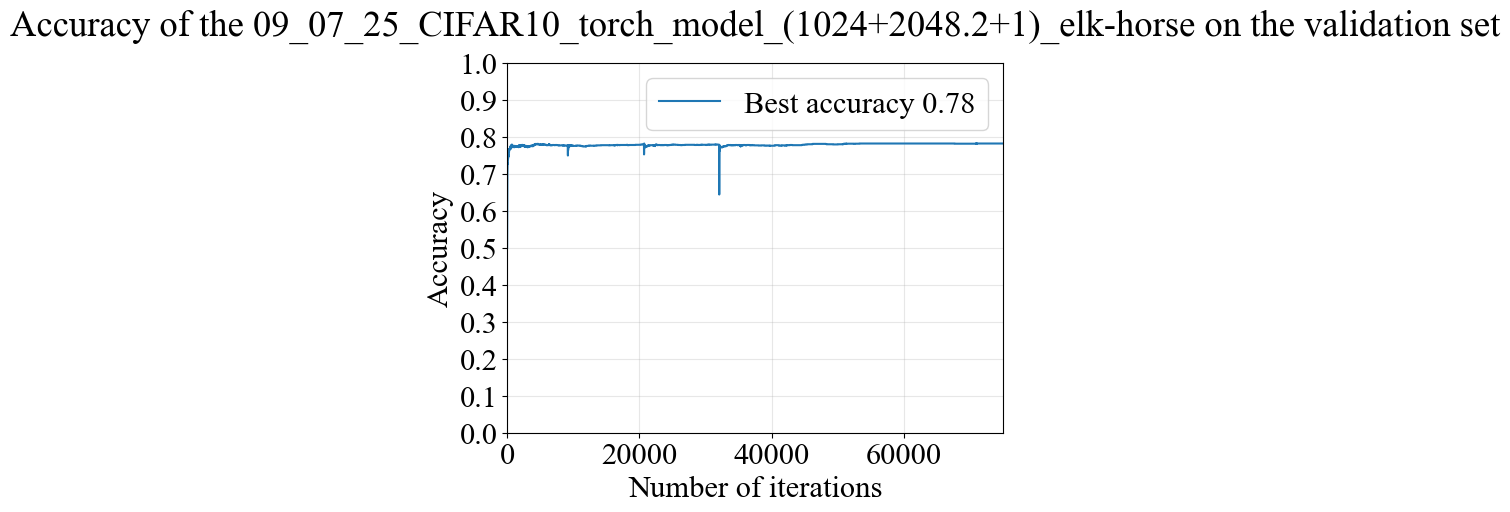 Accuracy of the 09_07_25_CIFAR10_torch_model_(1024+2048.2+1)_elk-horse on the validation set
1.0
Best accuracy 0.78
0.9
0.8
0.7
0.6
0.5
0.4
0.3
0.2
0.1
0.0
Accuracy
0 20000 40000 60000
Number of iterations